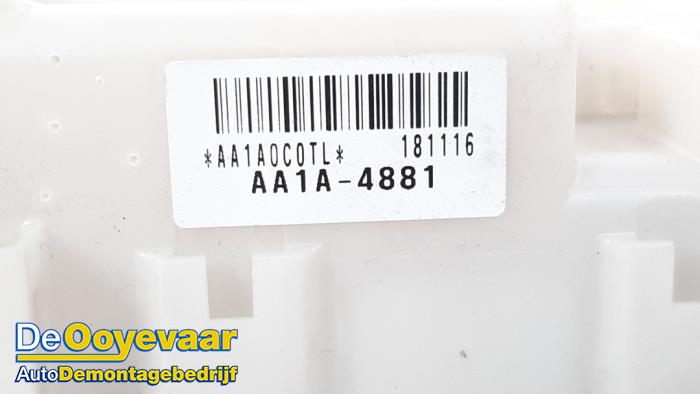 *AA1A0C0TL* 181116
AA1A-4881
De Ooyevaar
AutoDemontagebedrijf